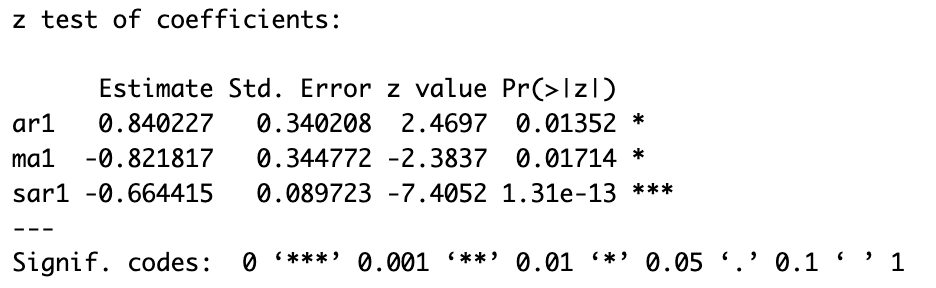 z test of coefficients:

     Estimate Std. Error z value Pr(>|z|)
ar1   0.840227   0.340208  2.4697  0.01352 *
ma1  -0.821817   0.344772 -2.3837  0.01714 *
sar1 -0.664415   0.089723 -7.4052 1.31e-13 ***
---
Signif. codes:  0 ‘***’ 0.001 ‘**’ 0.01 ‘*’ 0.05 ‘.’ 0.1 ‘ ’ 1